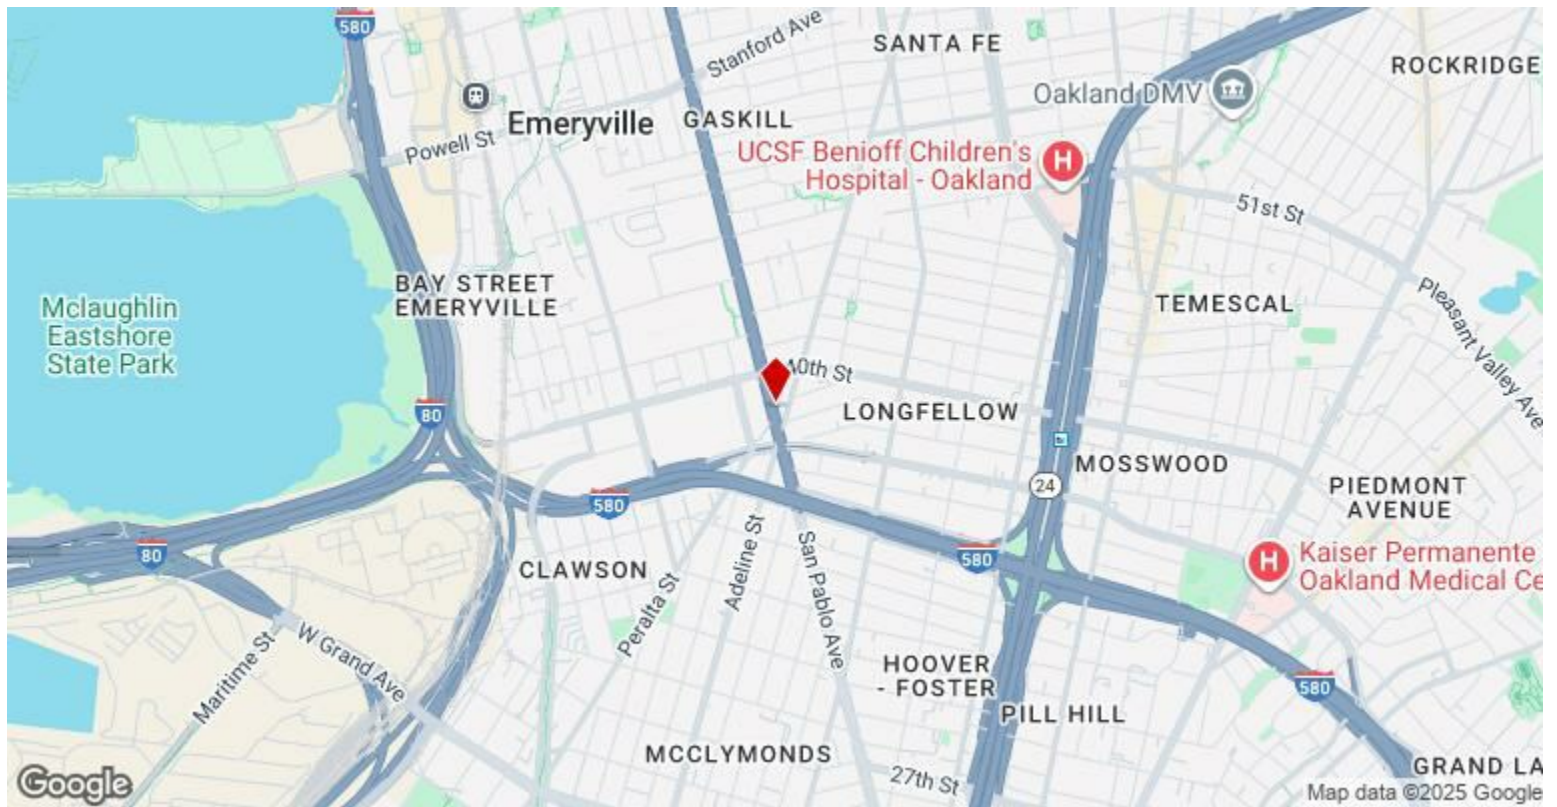 580
Stanford Ave
SANTA FE
ROCKRIDGE
Oakland DMV
Emeryville
GASKILL
Powell St
UCSF Benioff Children's
Hospital - Oakland
H
51st St
BAY STREET
EMERYVILLE
Mclaughlin
Eastshore
State Park
TEMESCAL
Pleasant Valley Ave
40th St
80
LONGFELLOW
MOSSWOOD
24
PIEDMONT
AVENUE
580
80
CLAWSON
Adeline St
San Pablo Ave
580
H
Kaiser Permanente
Oakland Medical Ce
Peralta St
W Grand Ave
Maritime St
HOOVER
- FOSTER
580
PILL HILL
MCCLYMONDS
27th St
GRAND LA
Google
Map data ©2025 Google